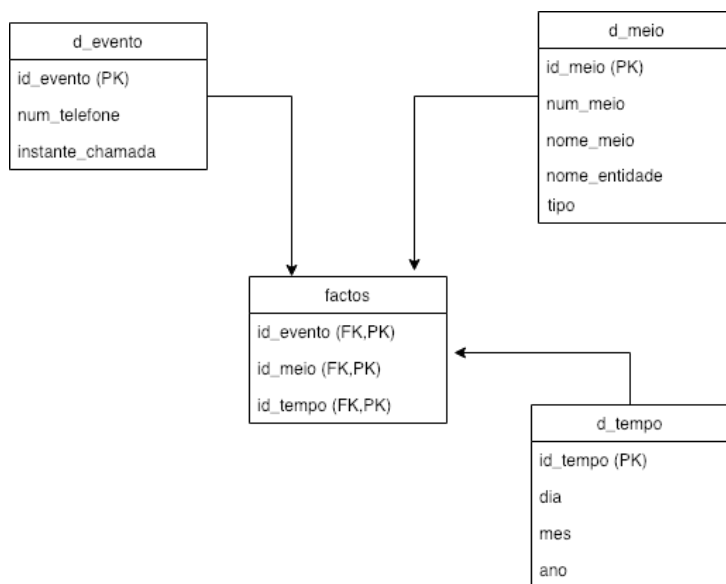 d_evento
id_evento (PK)
num_telefone
instante_chamada
d_meio
id_meio (PK)
num_meio
nome_meio
nome_entidade
tipo
factos
id_evento (FK,PK)
id_meio (FK,PK)
id_tempo (FK,PK)
d_tempo
id_tempo (PK)
dia
mes
ano